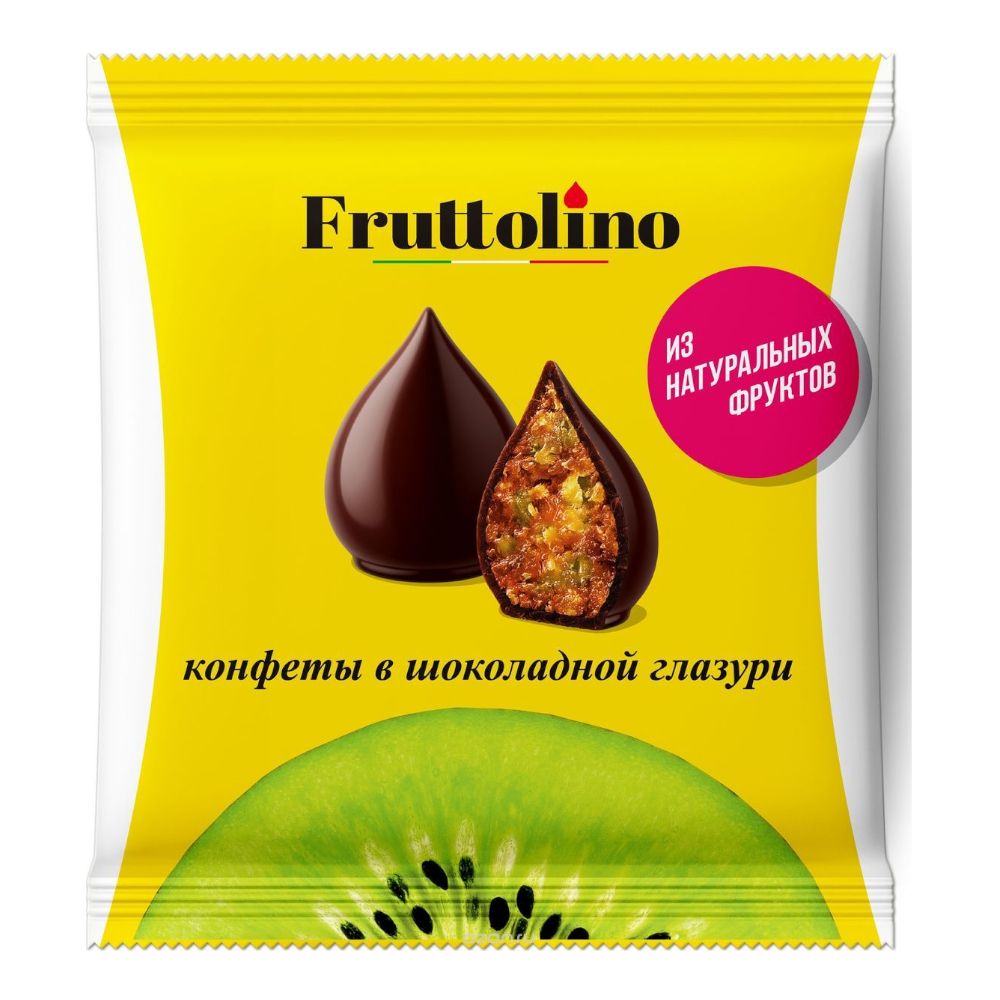 Fruttolino
ИЗ
НАТУРАЛЬНЫХ
ФРУКТОВ
конфеты в шоколадной глазури